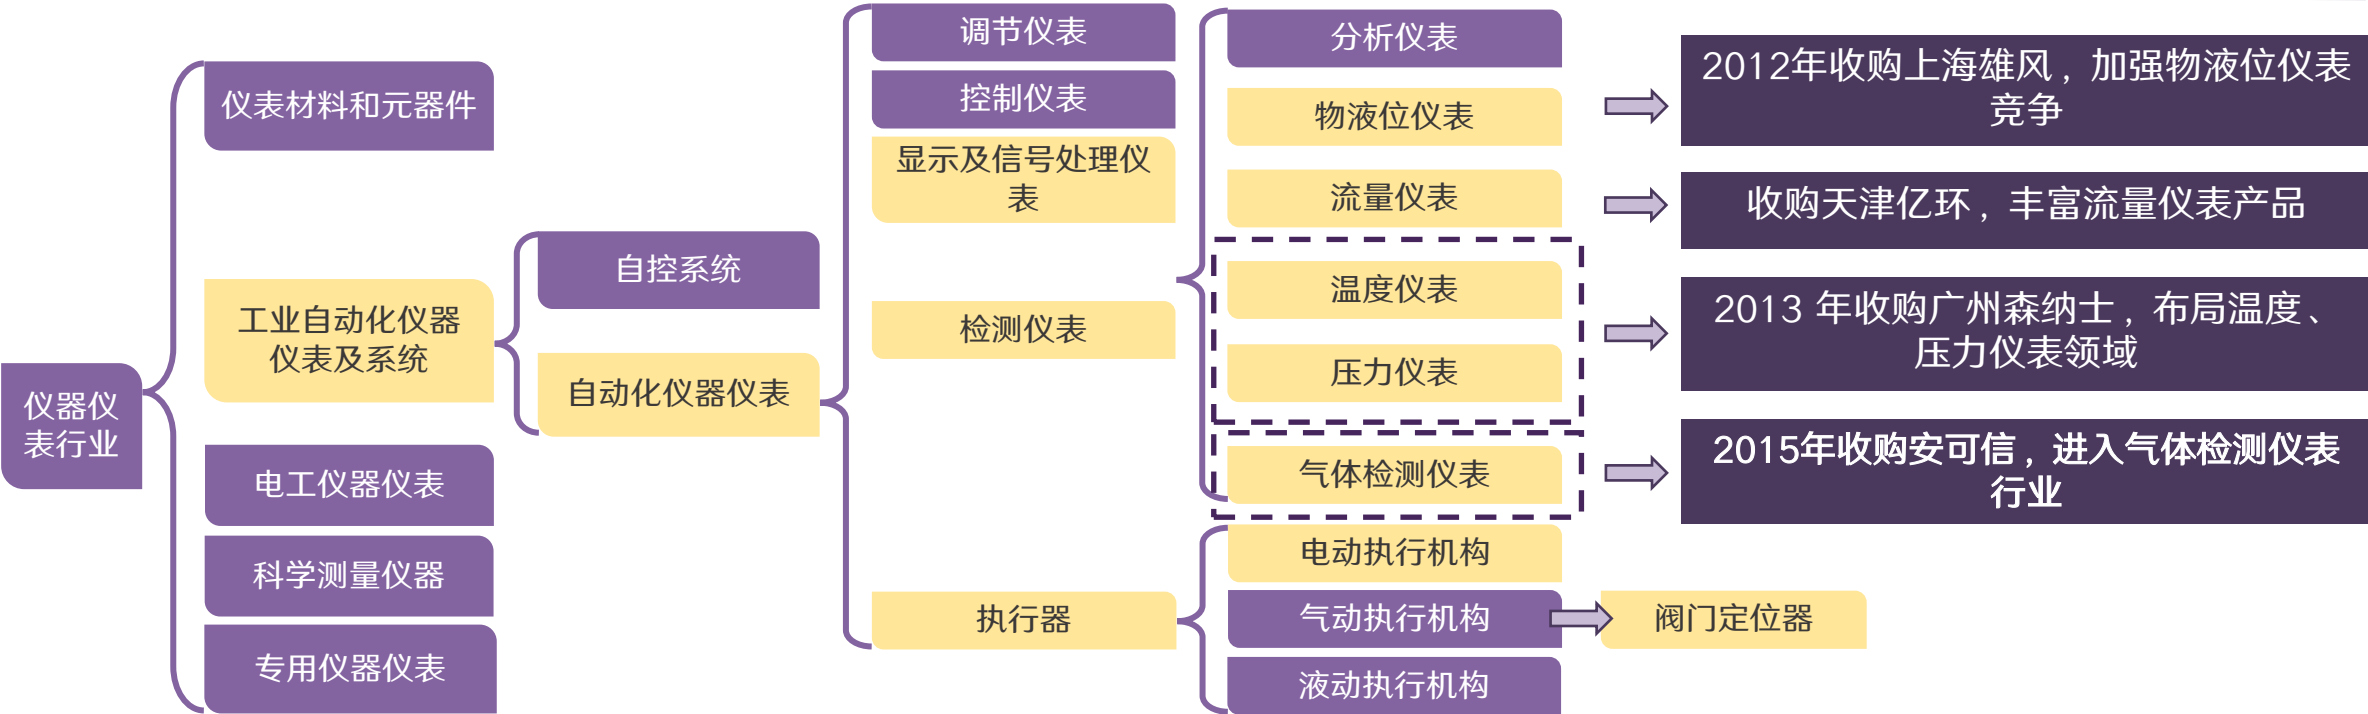 仪器仪
表行业
仪表材料和元器件
工业自动化仪器
仪表及系统
电工仪器仪表
科学测量仪器
专用仪器仪表
自控系统
自动化仪器仪表
调节仪表
控制仪表
显示及信号处理仪
表
检测仪表
执行器
分析仪表
物液位仪表
流量仪表
温度仪表
压力仪表
气体检测仪表
电动执行机构
气动执行机构
液动执行机构
阀门定位器
2012年收购上海雄风，加强物液位仪表
竞争
收购天津亿环，丰富流量仪表产品
2013 年收购广州森纳士，布局温度、
压力仪表领域
2015年收购安可信，进入气体检测仪表
行业